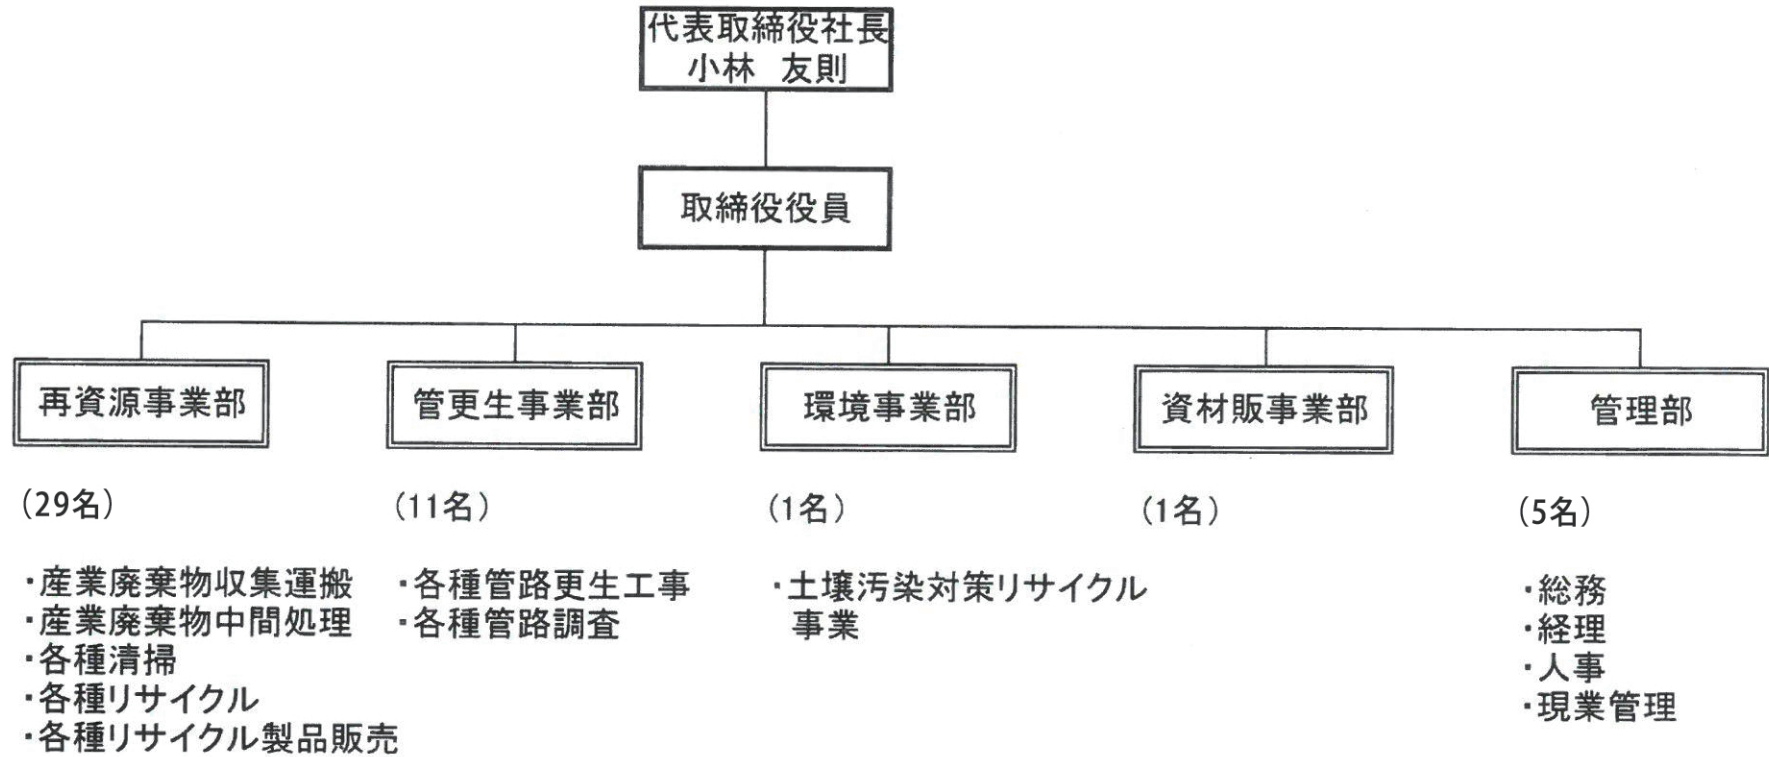 代表取締役社長
小林　友則
取締役役員
再資源事業部
管更生事業部
環境事業部
資材販事業部
管理部
（29名）
（11名）
（1名）
（1名）
（5名）
・産業廃棄物収集運搬
・産業廃棄物中間処理
・各種清掃
・各種リサイクル
・各種リサイクル製品販売
・各種管路更生工事
・各種管路調査
・土壌汚染対策リサイクル
事業
・総務
・経理
・人事
・現業管理